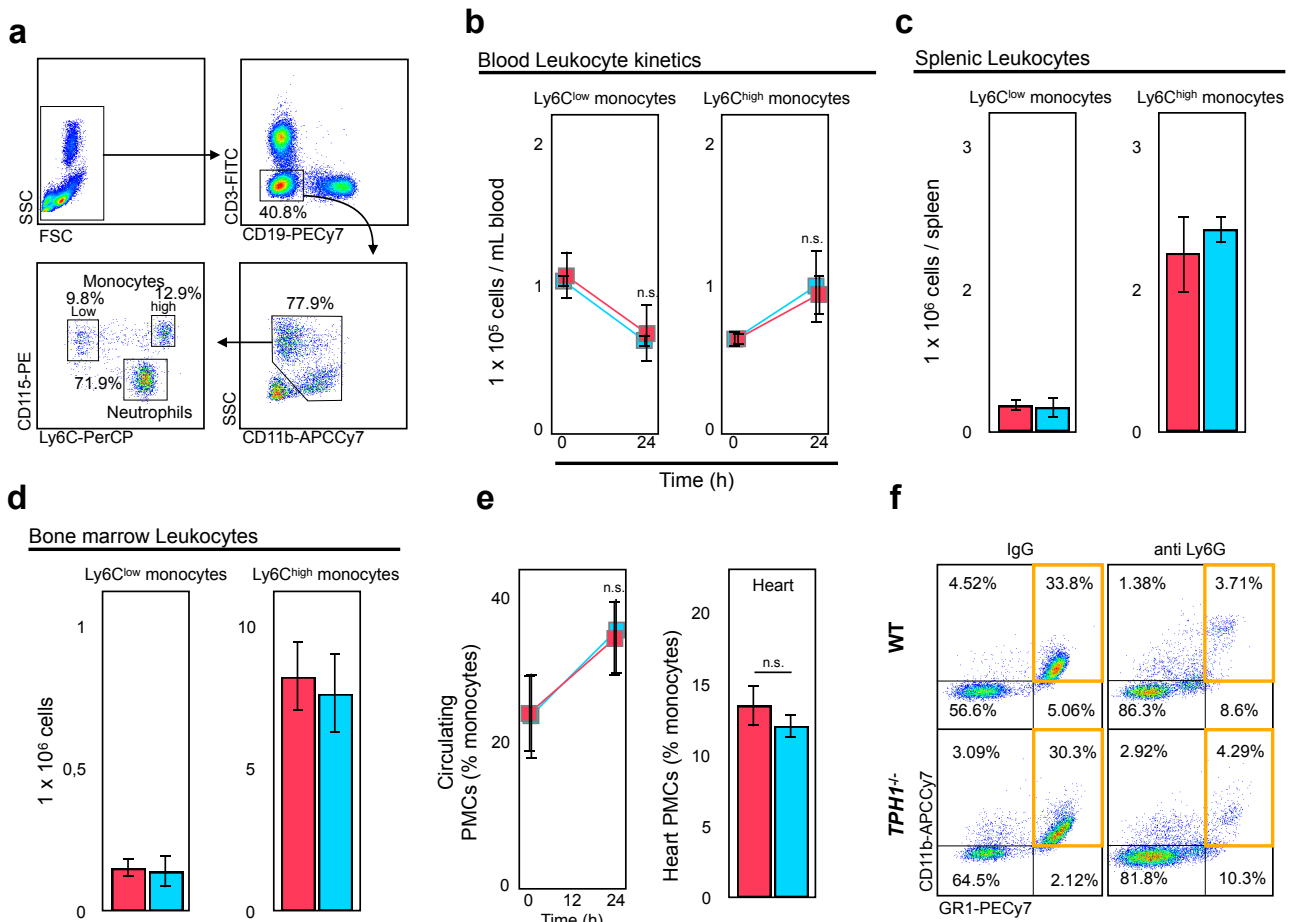 a
SSC
FSC
CD3-FITC
40.8%
CD19-PECy7
Monocytes
9.8%
Low
12.9%
high
71.9%
Neutrophils
CD115-PE
Ly6C-PerCP
77.9%
SSC
CD11b-APCCy7
b
Blood Leukocyte kinetics
Ly6Clow monocytes
Ly6Chigh monocytes
1 x 10⁵ cells / mL blood
2
1
0
n.s.
0
24
2
1
0
n.s.
0
24
Time (h)
c
Splenic Leukocytes
Ly6Clow monocytes
Ly6Chigh monocytes
1 x 10⁶ cells / spleen
3
2
0
3
2
0
d
Bone marrow Leukocytes
Ly6Clow monocytes
Ly6Chigh monocytes
1 x 10⁶ cells
1
0,5
0
10
5
0
e
Circulating
PMCs (% monocytes)
40
20
0
n.s.
0
12
24
Time (h)
Heart PMCs (% monocytes)
Heart
20
15
10
5
0
n.s.
f
IgG
anti Ly6G
WT
4.52%
33.8%
1.38%
3.71%
56.6%
5.06%
86.3%
8.6%
TPH1-/-
3.09%
30.3%
2.92%
4.29%
64.5%
2.12%
81.8%
10.3%
CD11b-APCCy7
GR1-PECy7